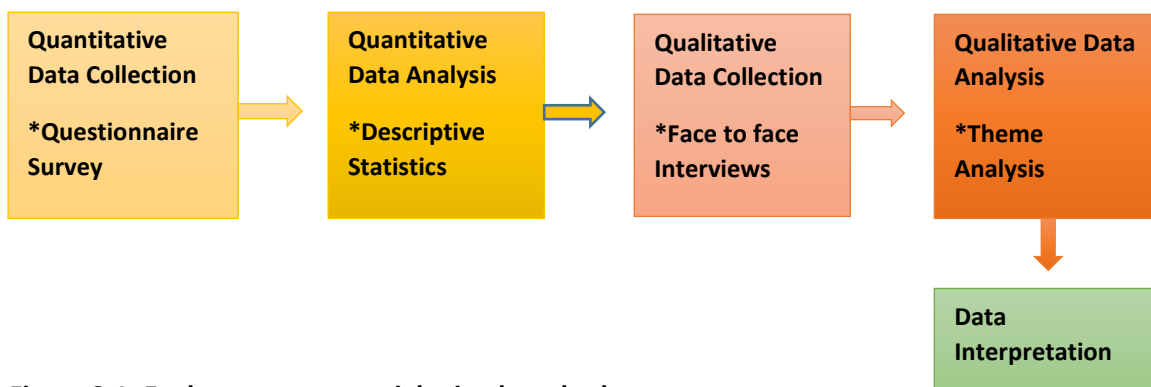 Quantitative
Data Collection
*Questionnaire
Survey
Quantitative
Data Analysis
*Descriptive
Statistics
Qualitative
Data Collection
*Face to face
Interviews
Qualitative Data
Analysis
*Theme
Analysis
Data
Interpretation